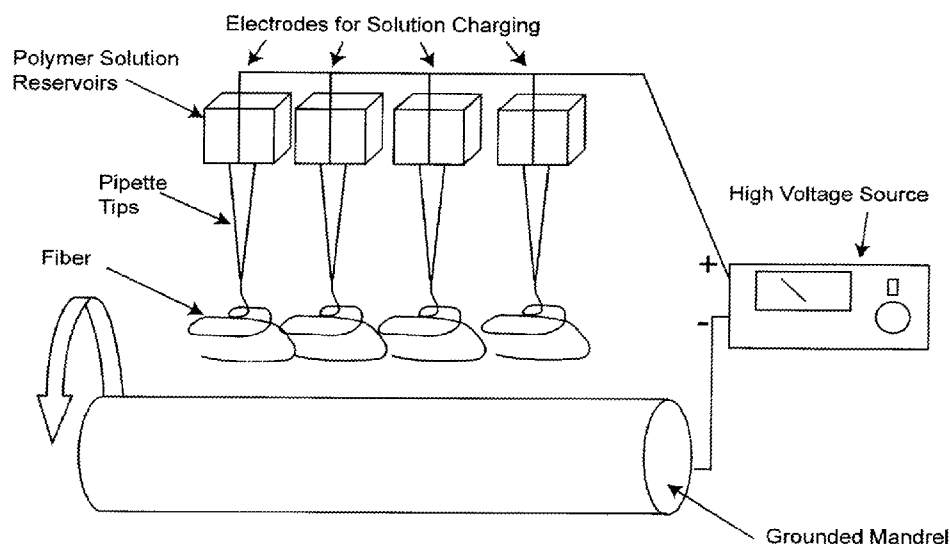 Electrodes for Solution Charging
Polymer Solution
Reservoirs
Pipette
Tips
High Voltage Source
Fiber
+
-
Grounded Mandrel